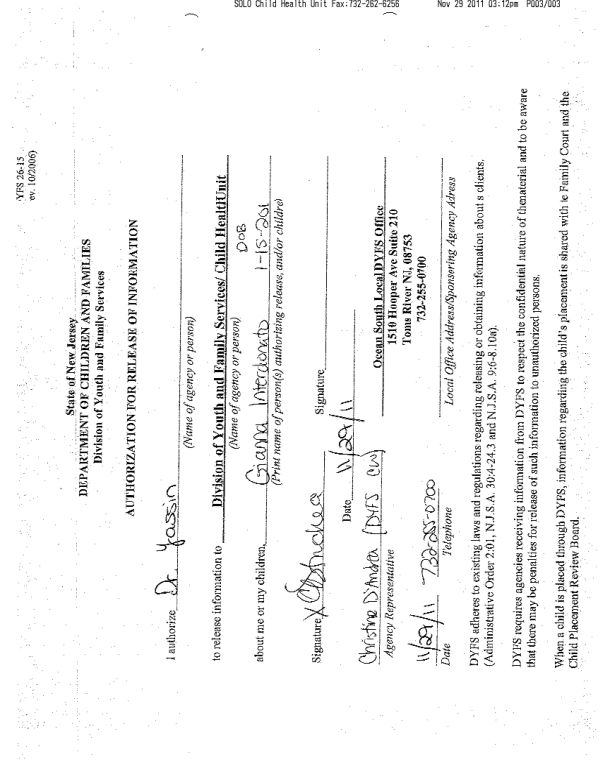 SOLO Child Health Unit Fax:732-262-6256 Nov 29 2011 03:12pm P003/003
YFS 26-15
ev. 10/2006)
State of New Jersey
DEPARTMENT OF CHILDREN AND FAMILIES
Division of Youth and Family Services
AUTHORIZATION FOR RELEASE OF INFORMATION
I authorize Dr. Yassin
(Name of agency or person)
to release information to Division of Youth and Family Services/ Child HealtHUnit
(Name of agency or person)
DOB
about me or my children, Gianna Interdonato 1-15-201
(Print name of person(s) authorizing release, and/or childre)
Signature X Signature
Date 11/29/11
Christine D'Andrea (DYFS CW)
Agency Representative
Ocean South Local DYFS Office
1510 Hooper Ave Suite 210
Toms River NJ, 08753
732-255-0700
11/29/11 732-255-0700
Date Telephone Local Office Address/Sponsering Agency Adress
DYFS adheres to existing laws and regulations regarding releasing or obtaining information about s clients.
(Administrative Order 2:01, N.J.S.A. 30:4-24.3 and N.J.S.A. 9:6-8.10a).
DYFS requires agencies receiving information from DYFS to respect the confidential nature of thenaterial and to be aware
that there may be penalties for release of such information to unauthorized persons.
When a child is placed through DYFS, information regarding the child's placement is shared with te Family Court and the
Child Placement Review Board.